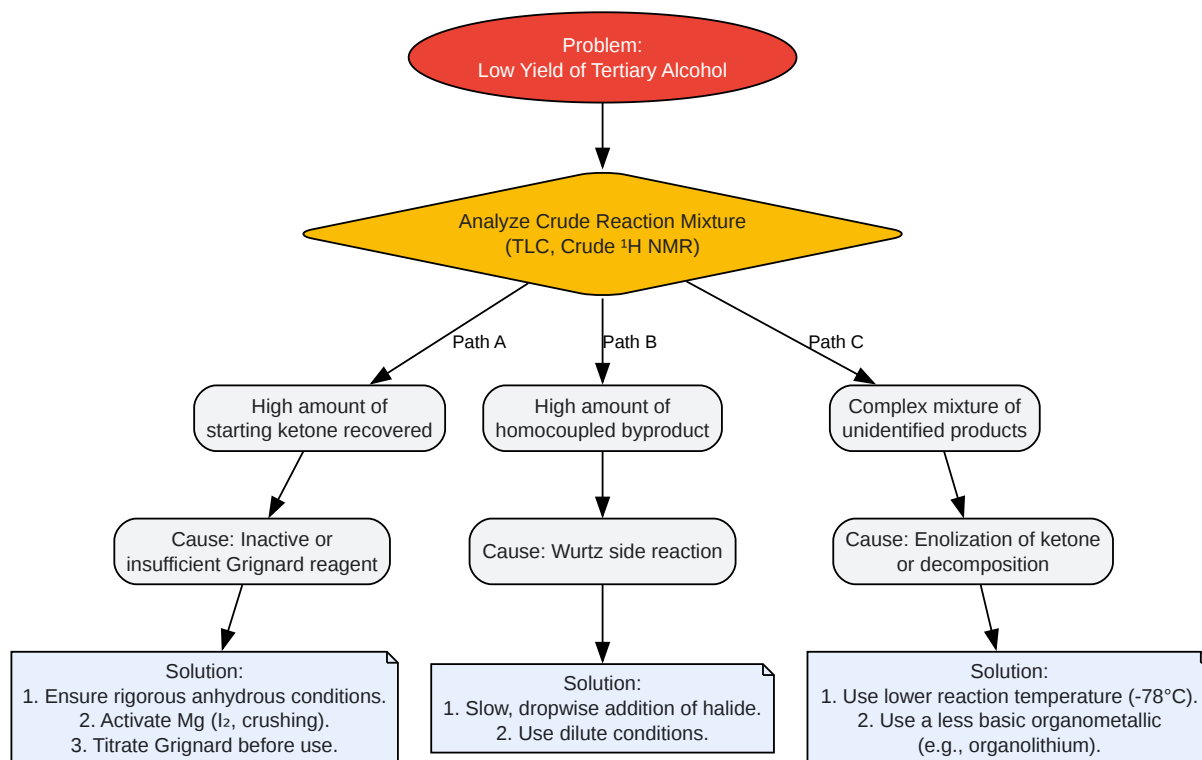 Problem:
Low Yield of Tertiary Alcohol
Analyze Crude Reaction Mixture
(TLC, Crude ¹H NMR)
Path A
Path B
Path C
High amount of
starting ketone recovered
High amount of
homocoupled byproduct
Complex mixture of
unidentified products
Cause: Inactive or
insufficient Grignard reagent
Cause: Wurtz side reaction
Cause: Enolization of ketone
or decomposition
Solution:
1. Ensure rigorous anhydrous conditions.
2. Activate Mg (I₂, crushing).
3. Titrate Grignard before use.
Solution:
1. Slow, dropwise addition of halide.
2. Use dilute conditions.
Solution:
1. Use lower reaction temperature (-78°C).
2. Use a less basic organometallic
(e.g., organolithium).